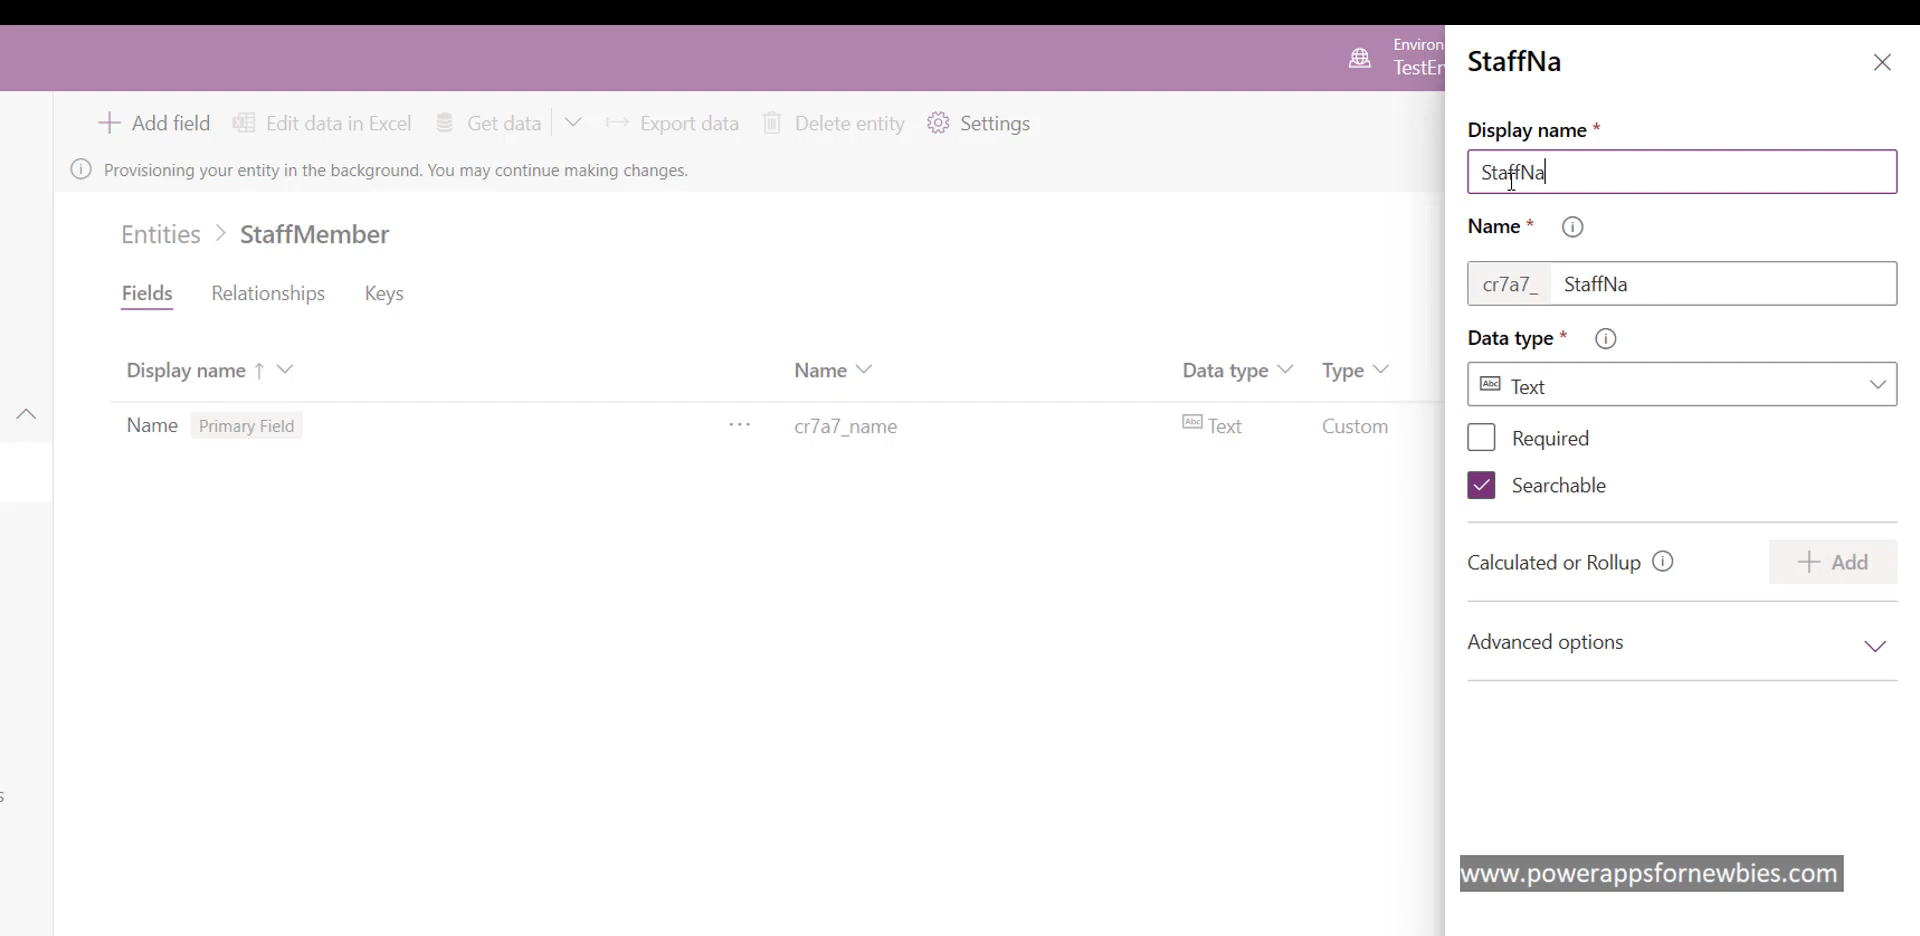 Environ
TestEn
Add field
Edit data in Excel
Get data
Export data
Delete entity
Settings
Provisioning your entity in the background. You may continue making changes.
Entities > StaffMember
Fields
Relationships
Keys
Display name ↑
Name
Data type
Type
Name Primary Field
...
cr7a7_name
Abc Text
Custom
s
StaffNa
Display name *
StaffNa
Name *
cr7a7_ StaffNa
Data type *
Abc Text
Required
Searchable
Calculated or Rollup
Add
Advanced options
www.powerappsfornewbies.com